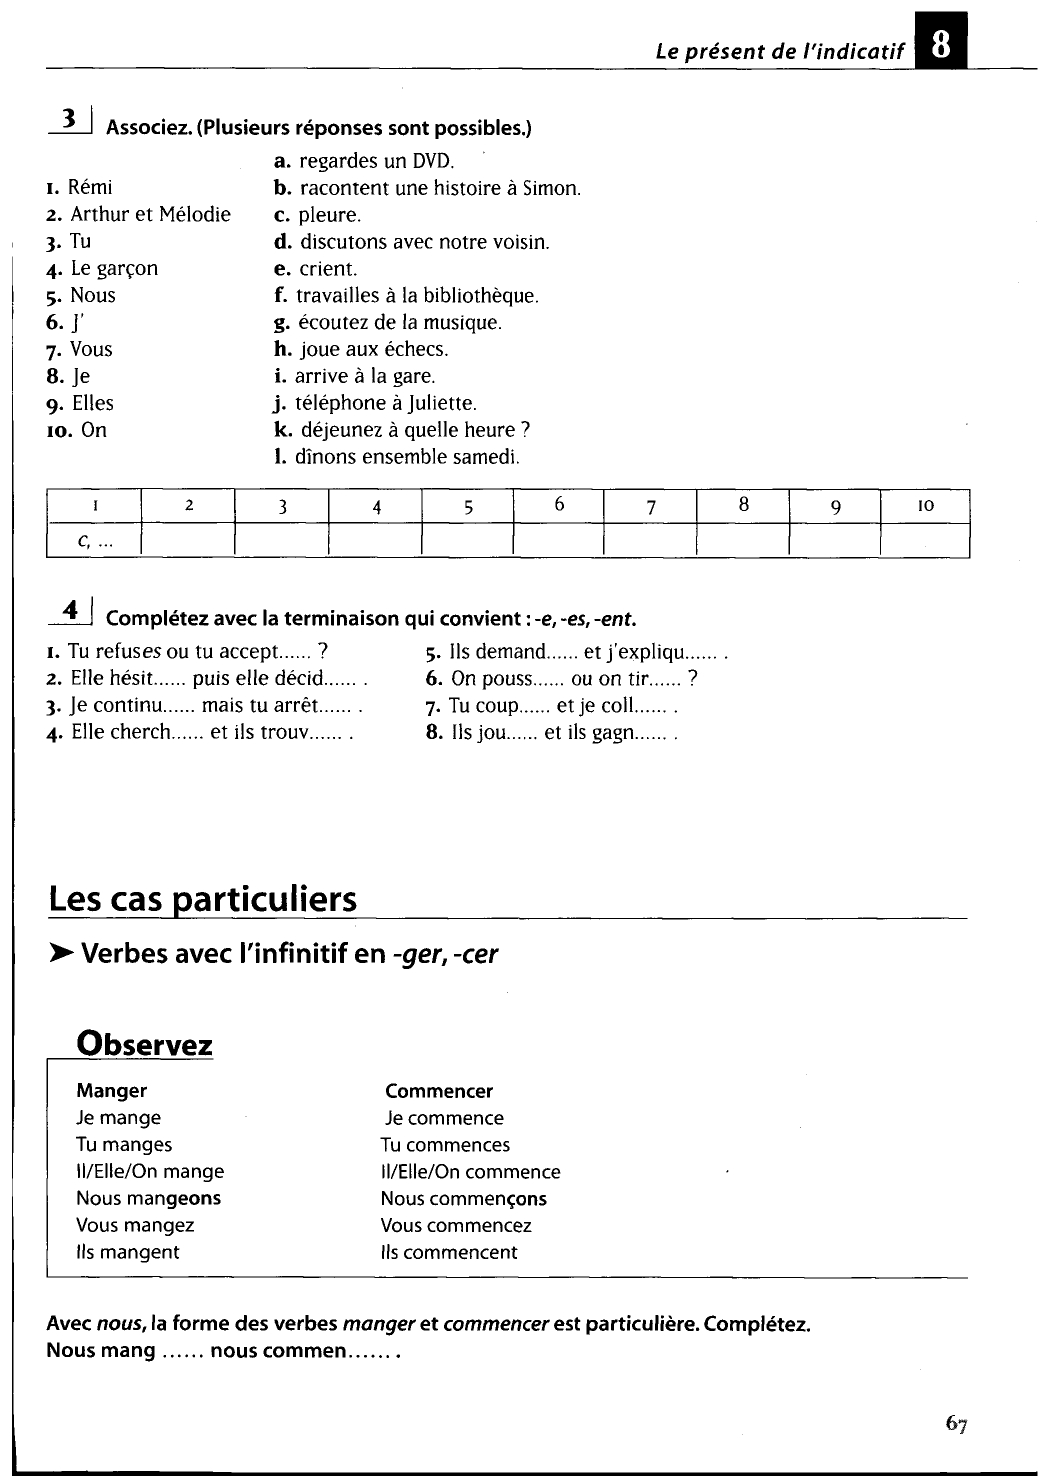 Le présent de l'indicatif 8
3 Associez. (Plusieurs réponses sont possibles.)
a. regardes un DVD.
1. Rémi b. racontent une histoire à Simon.
2. Arthur et Mélodie c. pleure.
3. Tu d. discutons avec notre voisin.
4. Le garçon e. crient.
5. Nous f. travailles à la bibliothèque.
6. J' g. écoutez de la musique.
7. Vous h. joue aux échecs.
8. Je i. arrive à la gare.
9. Elles j. téléphone à Juliette.
10. On k. déjeunez à quelle heure ?
l. dînons ensemble samedi.
1 2 3 4 5 6 7 8 9 10
c, ...
4 Complétez avec la terminaison qui convient : -e, -es, -ent.
1. Tu refuses ou tu accept...... ? 5. Ils demand...... et j'expliqu...... .
2. Elle hésit...... puis elle décid...... . 6. On pouss...... ou on tir...... ?
3. Je continu...... mais tu arrêt...... . 7. Tu coup...... et je coll...... .
4. Elle cherch...... et ils trouv...... . 8. Ils jou...... et ils gagn...... .
Les cas particuliers
➤ Verbes avec l'infinitif en -ger, -cer
Observez
Manger Commencer
Je mange Je commence
Tu manges Tu commences
Il/Elle/On mange Il/Elle/On commence
Nous mangeons Nous commençons
Vous mangez Vous commencez
Ils mangent Ils commencent
Avec nous, la forme des verbes manger et commencer est particulière. Complétez.
Nous mang ...... nous commen...... .
67